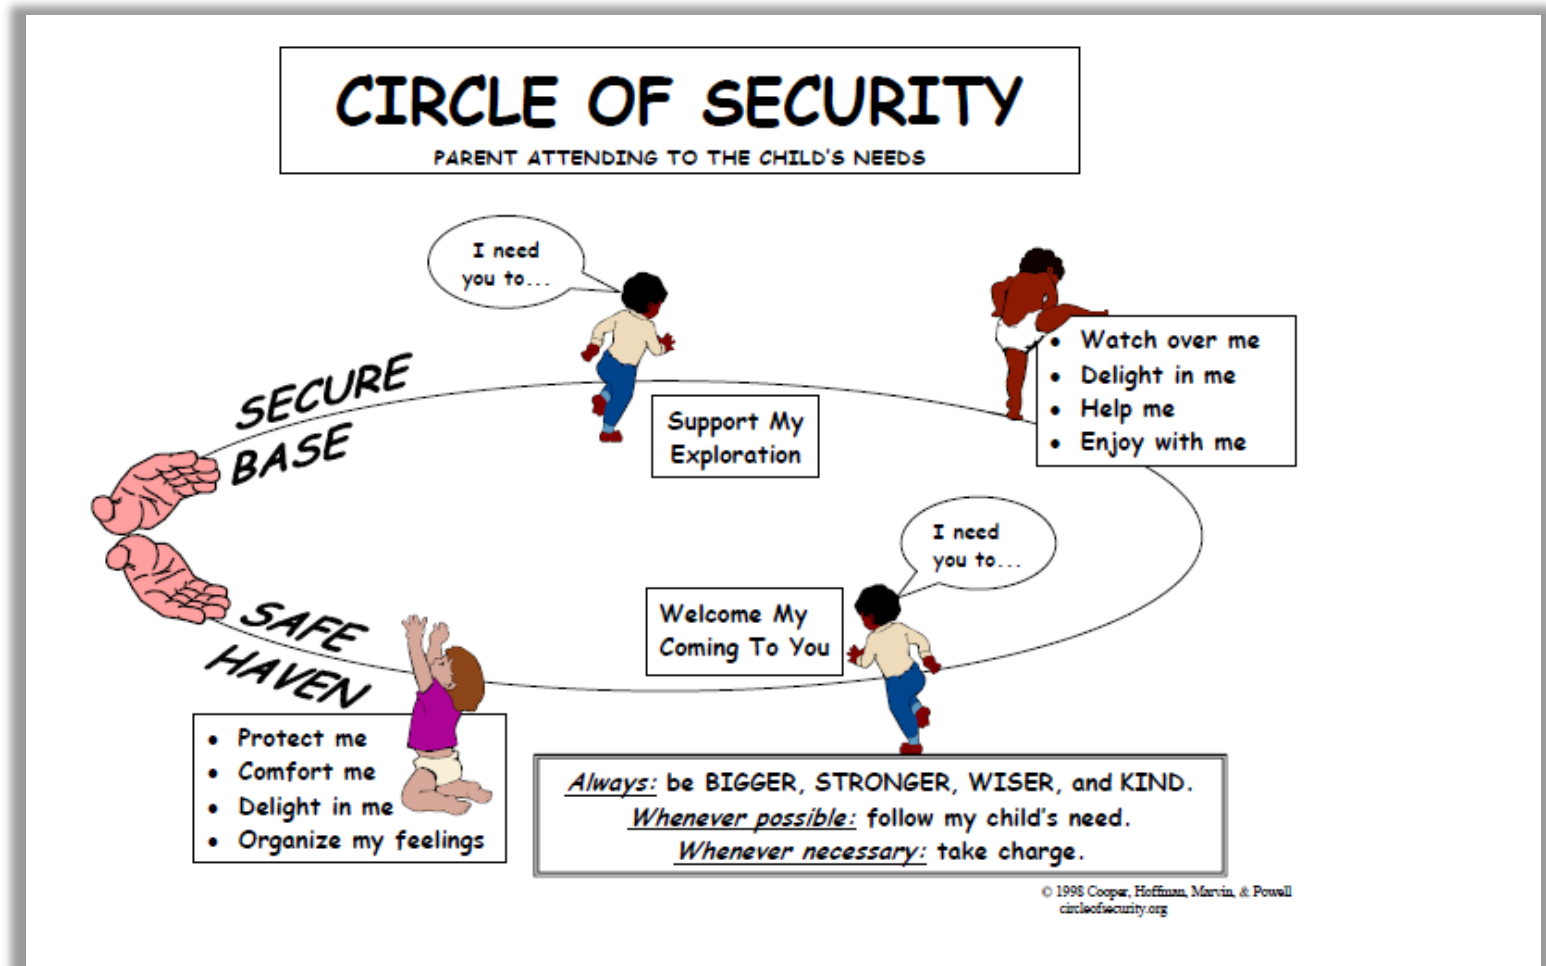 CIRCLE OF SECURITY
PARENT ATTENDING TO THE CHILD'S NEEDS
I need
you to...
SECURE
BASE
Support My
Exploration
• Watch over me
• Delight in me
• Help me
• Enjoy with me
I need
you to...
Welcome My
Coming To You
SAFE
HAVEN
• Protect me
• Comfort me
• Delight in me
• Organize my feelings
Always: be BIGGER, STRONGER, WISER, and KIND.
Whenever possible: follow my child's need.
Whenever necessary: take charge.
© 1998 Cooper, Hoffman, Marvin, & Powell
circleofsecurity.org